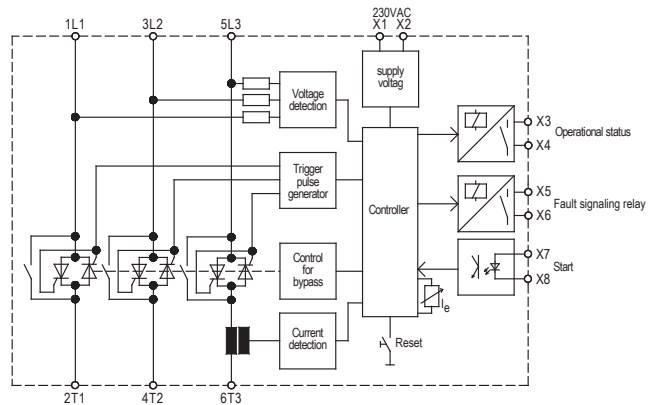 230VAC
1L1 3L2 5L3 X1 X2
supply
voltag
Voltage
detection
X3
Operational status
X4
Trigger
pulse
generator
Controller
X5
Fault signaling relay
X6
Control
for
bypass
X7
Start
X8
Ie
Current
detection
Reset
2T1 4T2 6T3